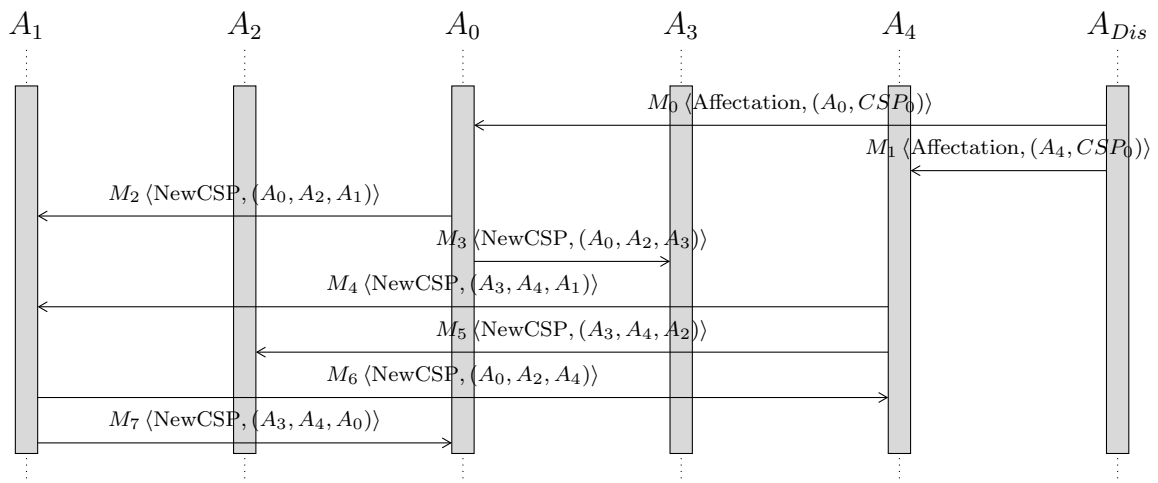 A₁ A₂ A₀ A₃ A₄ A_Dis
M₀ ⟨Affectation, (A₀, CSP₀)⟩
M₁ ⟨Affectation, (A₄, CSP₀)⟩
M₂ ⟨NewCSP, (A₀, A₂, A₁)⟩
M₃ ⟨NewCSP, (A₀, A₂, A₃)⟩
M₄ ⟨NewCSP, (A₃, A₄, A₁)⟩
M₅ ⟨NewCSP, (A₃, A₄, A₂)⟩
M₆ ⟨NewCSP, (A₀, A₂, A₄)⟩
M₇ ⟨NewCSP, (A₃, A₄, A₀)⟩